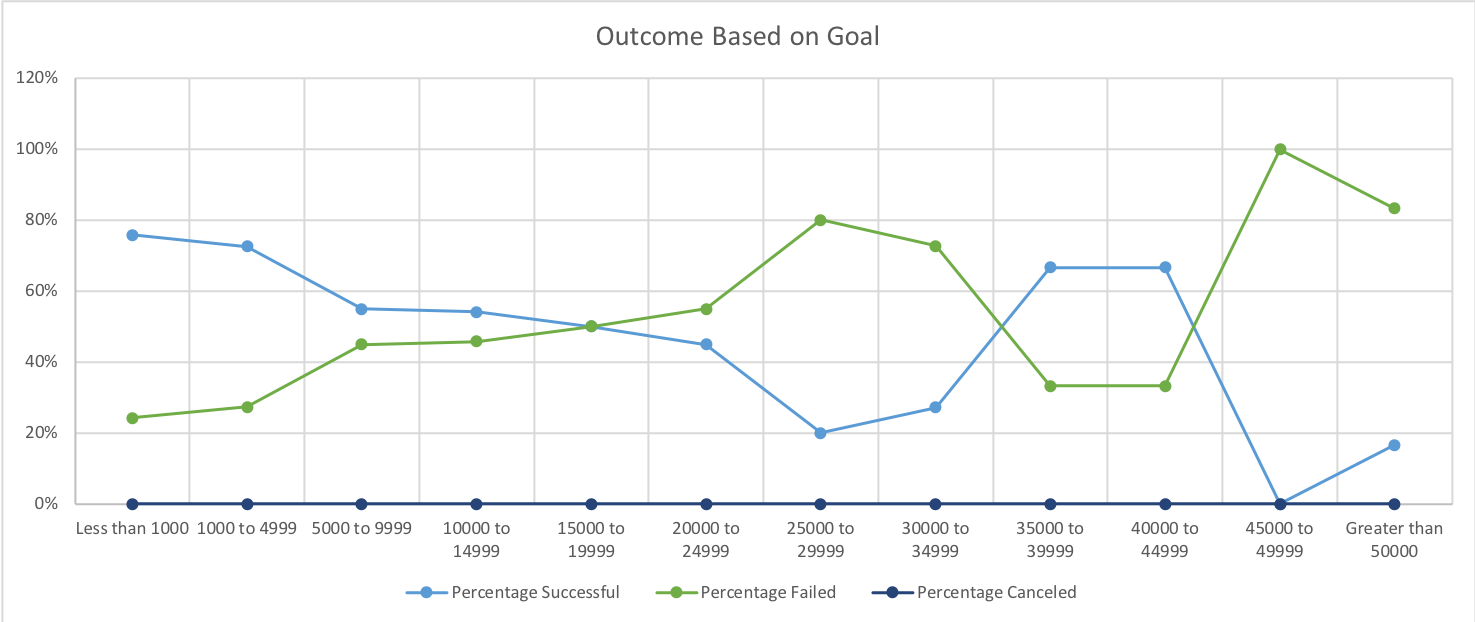 Outcome Based on Goal
120%
100%
80%
60%
40%
20%
0%
Less than 1000 1000 to 4999 5000 to 9999 10000 to 15000 to 20000 to 25000 to 30000 to 35000 to 40000 to 45000 to Greater than
14999 19999 24999 29999 34999 39999 44999 49999 50000
Percentage Successful Percentage Failed Percentage Canceled